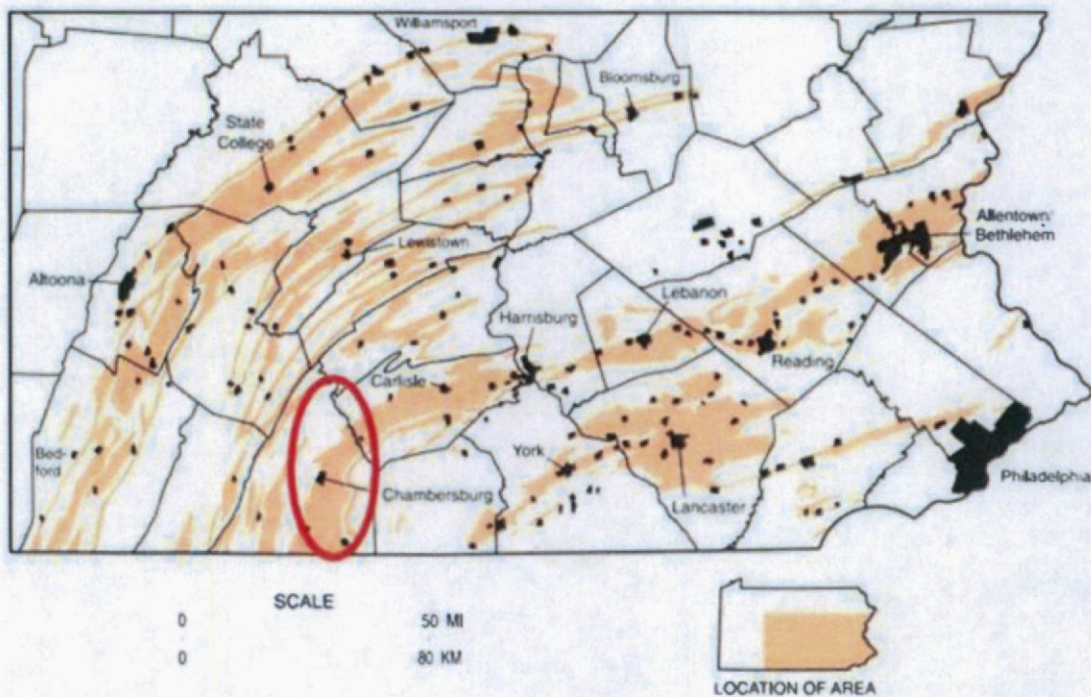 Williamsport
Bloomsburg
State
College
Allentown/
Bethlehem
Lewistown
Altoona
Lebanon
Harrisburg
Reading
Carlisle
Bed-
ford
York
Chambersburg
Lancaster
Philadelphia
SCALE
0 50 MI
0 80 KM
LOCATION OF AREA